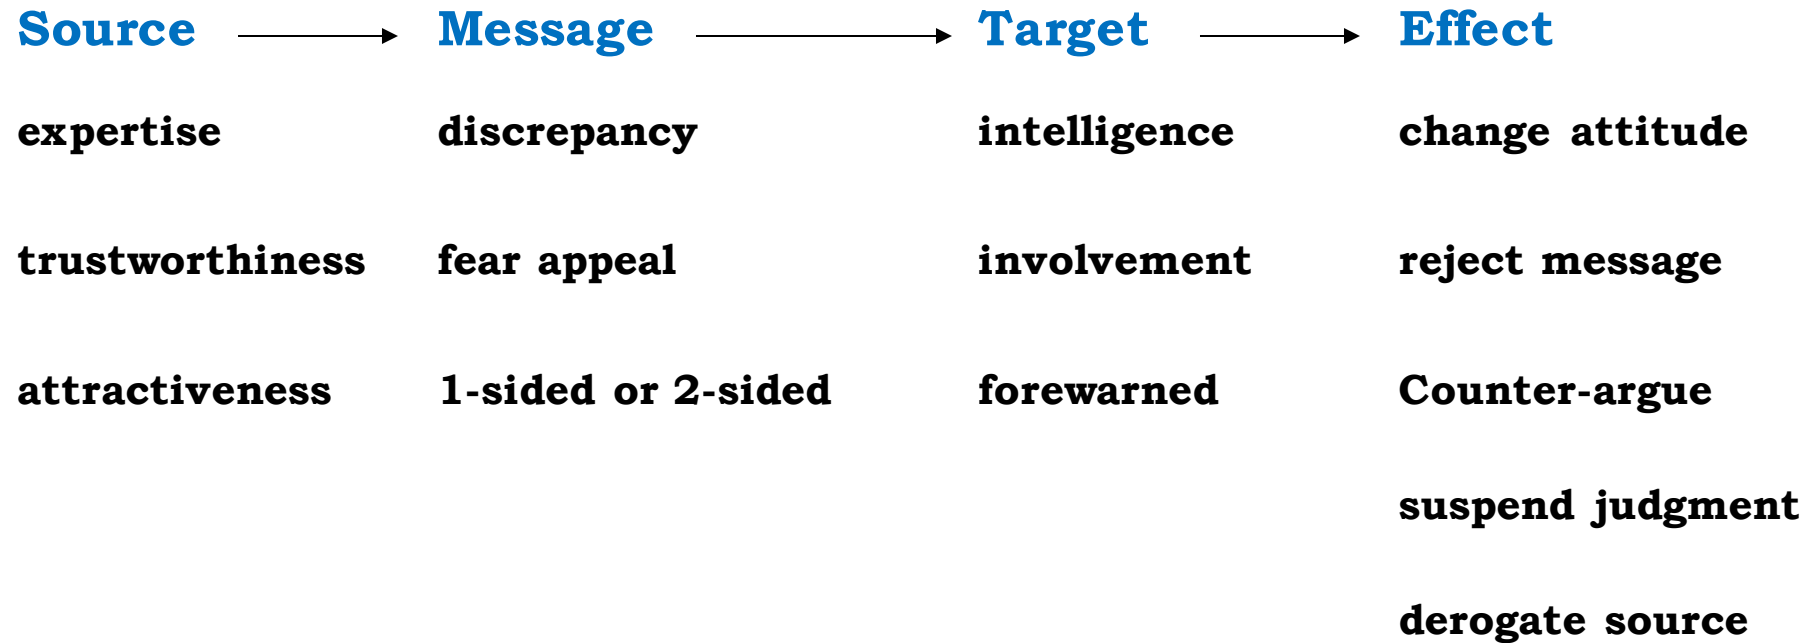 Source Message Target Effect
expertise discrepancy intelligence change attitude
trustworthiness fear appeal involvement reject message
attractiveness 1-sided or 2-sided forewarned Counter-argue
suspend judgment
derogate source